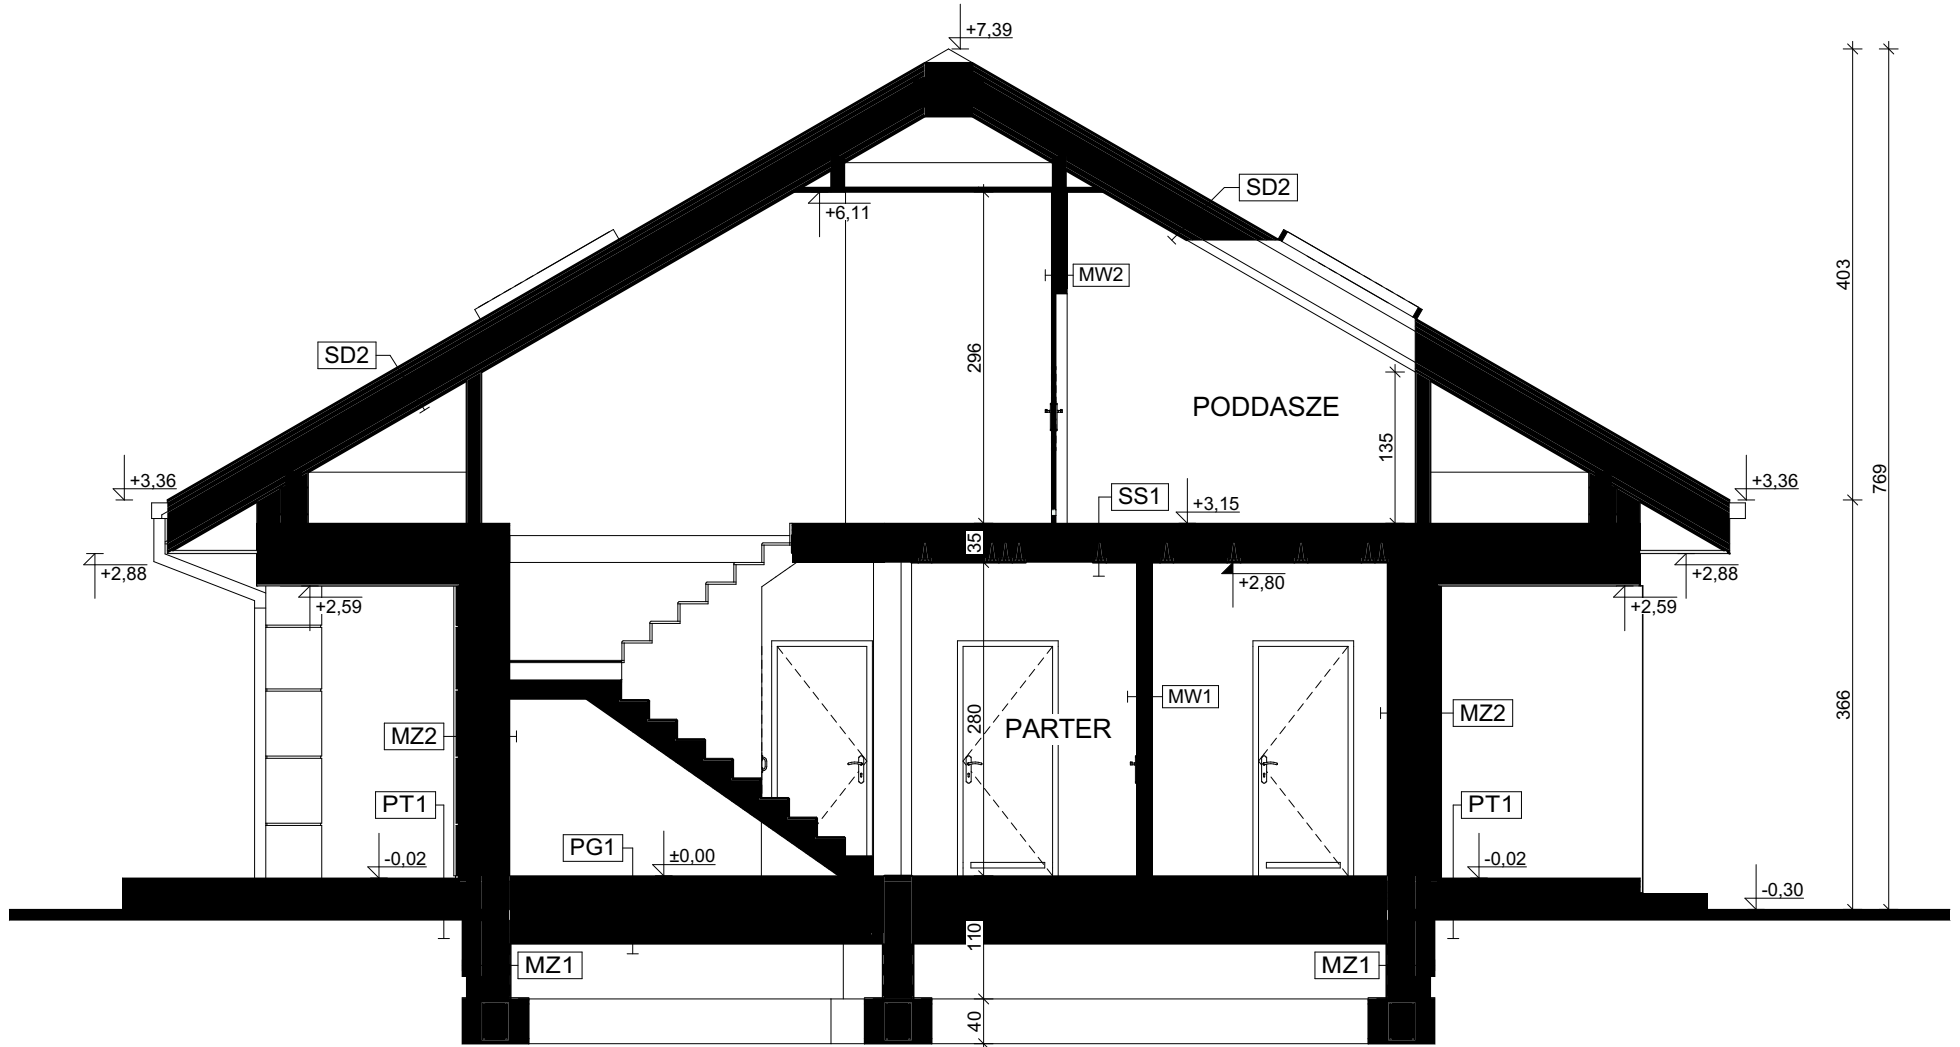 +7,39
SD2
+6,11
MW2
403
SD2
296
PODDASZE
135
769
+3,36
SS1
+3,15
+3,36
35
+2,88
+2,80
+2,88
+2,59
+2,59
MW1
366
MZ2
280
PARTER
MZ2
PT1
PT1
PG1
-0,02
±0,00
-0,02
-0,30
110
MZ1
MZ1
40